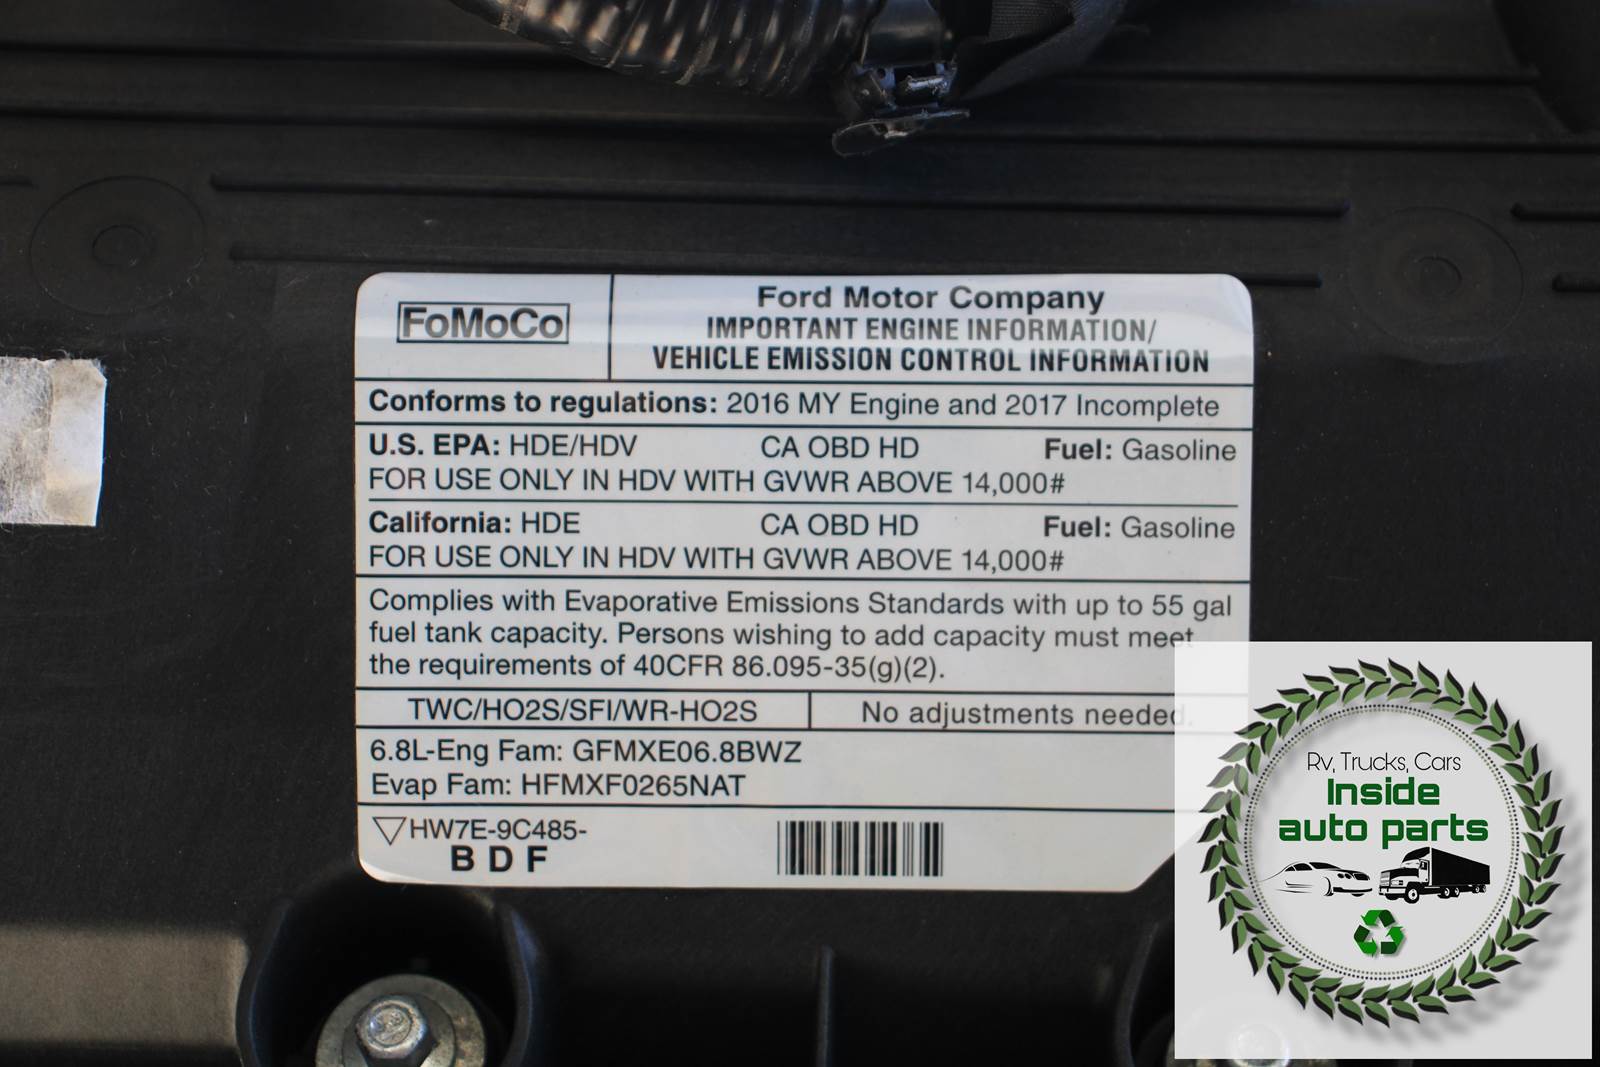 FoMoCo
Ford Motor Company
IMPORTANT ENGINE INFORMATION/
VEHICLE EMISSION CONTROL INFORMATION
Conforms to regulations: 2016 MY Engine and 2017 Incomplete
U.S. EPA: HDE/HDV CA OBD HD Fuel: Gasoline
FOR USE ONLY IN HDV WITH GVWR ABOVE 14,000#
California: HDE CA OBD HD Fuel: Gasoline
FOR USE ONLY IN HDV WITH GVWR ABOVE 14,000#
Complies with Evaporative Emissions Standards with up to 55 gal
fuel tank capacity. Persons wishing to add capacity must meet
the requirements of 40CFR 86.095-35(g)(2).
TWC/HO2S/SFI/WR-HO2S No adjustments needed.
6.8L-Eng Fam: GFMXE06.8BWZ
Evap Fam: HFMXF0265NAT
HW7E-9C485-
B D F
Rv, Trucks, Cars
Inside
auto parts